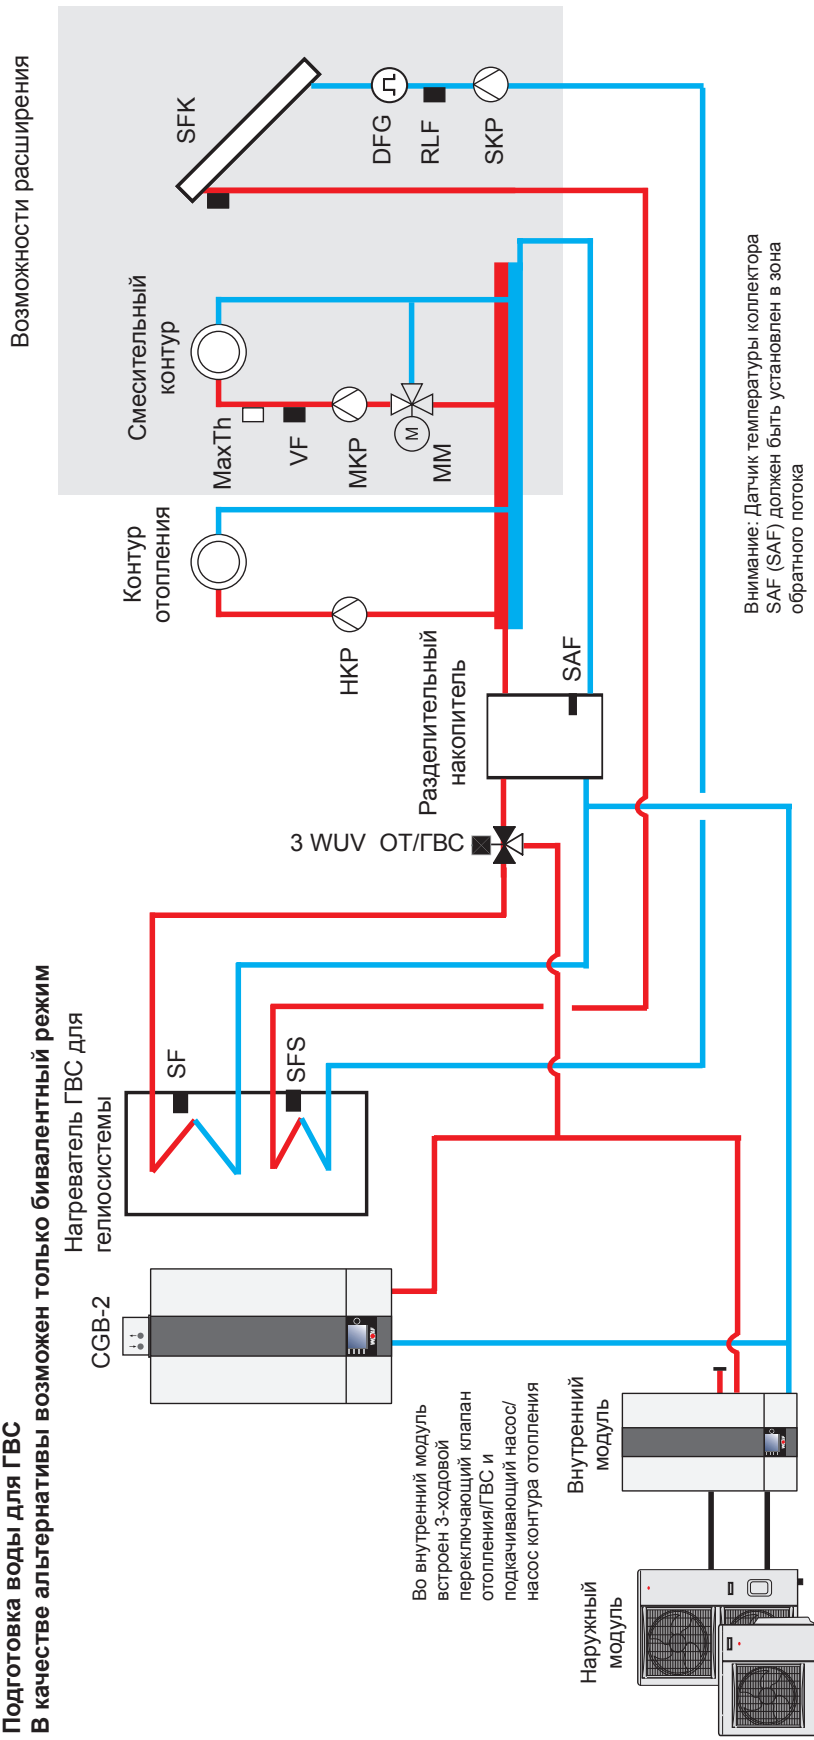 Подготовка воды для ГВС
В качестве альтернативы возможен только бивалентный режим
Возможности расширения
CGB-2
Нагреватель ГВС для
гелиосистемы
SF
SFS
3 WUV ОТ/ГВС
Разделительный
накопитель
SAF
Контур
отопления
HKP
Смесительный
контур
MaxTh
VF
MKP
M
MM
SFK
DFG
RLF
SKP
Во внутренний модуль
встроен 3-ходовой
переключающий клапан
отопления/ГВС и
подкачивающий насос/
насос контура отопления
Наружный
модуль
Внутренний
модуль
Внимание: Датчик температуры коллектора
SAF (SAF) должен быть установлен в зона
обратного потока